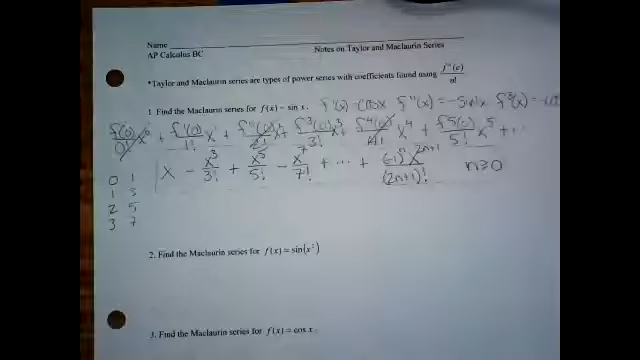 Name
AP Calculus BC Notes on Taylor and Maclaurin Series
*Taylor and Maclaurin series are types of power series with coefficients found using fⁿ(c)/n!
1 Find the Maclaurin series for f(x) = sin x. f'(x) = cos x f''(x) = -sin x f³(x) = -cos
f(0)/0! x⁰ + f'(0)/1! x¹ + f''(0)/2! x² + f³(0)/3! x³ + f⁴(0)/4! x⁴ + f⁵(0)/5! x⁵ + ...
x - x³/3! + x⁵/5! - x⁷/7! + ... + (-1)ⁿ x²ⁿ⁺¹/(2n+1)! n≥0
0 1
1 3
2 5
3 7
2. Find the Maclaurin series for f(x) = sin(x²)
3. Find the Maclaurin series for f(x) = cos x.